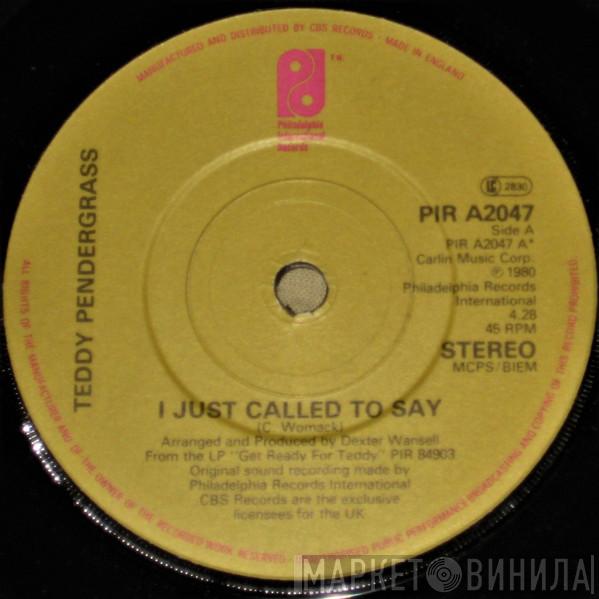 MANUFACTURED AND DISTRIBUTED BY CBS RECORDS · MADE IN ENGLAND
TM
Philadelphia
International
Records
TEDDY PENDERGRASS
LC 2830
PIR A2047
Side A
PIR A2047 A*
Carlin Music Corp.
℗ 1980
Philadelphia Records
International
4.28
45 RPM
STEREO
MCPS/BIEM
I JUST CALLED TO SAY
(C. Womack)
Arranged and Produced by Dexter Wansell
From the LP "Get Ready For Teddy" PIR 84903
Original sound recording made by
Philadelphia Records International
CBS Records are the exclusive
licensees for the UK
ALL RIGHTS OF THE MANUFACTURER AND OF THE OWNER OF THE RECORDED WORK RESERVED · UNAUTHORISED PUBLIC PERFORMANCE BROADCASTING AND COPYING OF THIS RECORD PROHIBITED.
МАРКЕТ ВИНИЛА